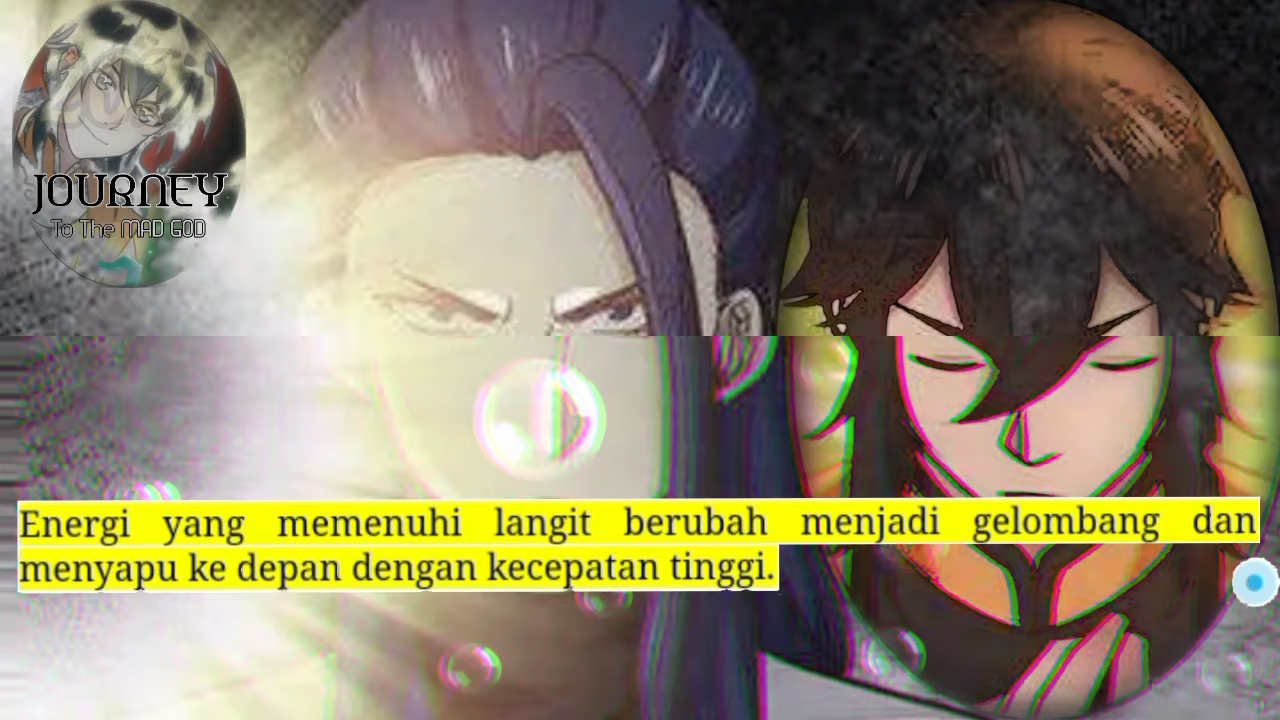 JOURNEY
To The MAD GOD
Energi yang memenuhi langit berubah menjadi gelombang dan
menyapu ke depan dengan kecepatan tinggi.